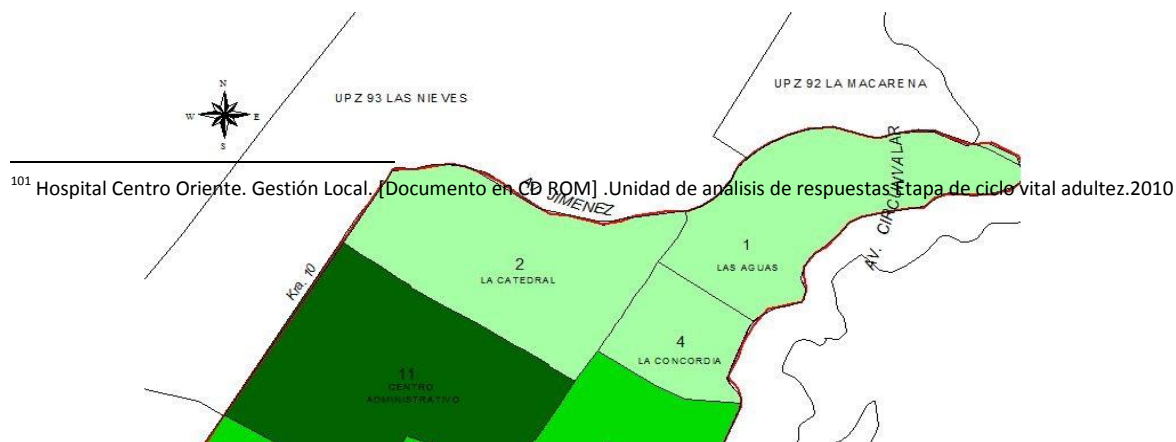 UPZ 93 LAS NIEVES
UPZ 92 LA MACARENA
N
W E
S
101 Hospital Centro Oriente. Gestión Local. [Documento en CD ROM] .Unidad de análisis de respuestas Etapa de ciclo vital adultez.2010
AV. JIMENEZ
AV. CIRCUNVALAR
1
LAS AGUAS
2
LA CATEDRAL
Kra. 10
4
LA CONCORDIA
11
CENTRO
ADMINISTRATIVO